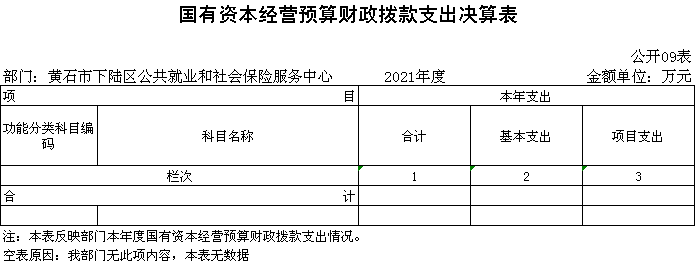 国有资本经营预算财政拨款支出决算表
公开09表
部门：黄石市下陆区公共就业和社会保险服务中心 2021年度 金额单位：万元
项 目 本年支出
功能分类科目编码 科目名称 合计 基本支出 项目支出
栏次 1 2 3
合 计
注：本表反映部门本年度国有资本经营预算财政拨款支出情况。
空表原因：我部门无此项内容，本表无数据